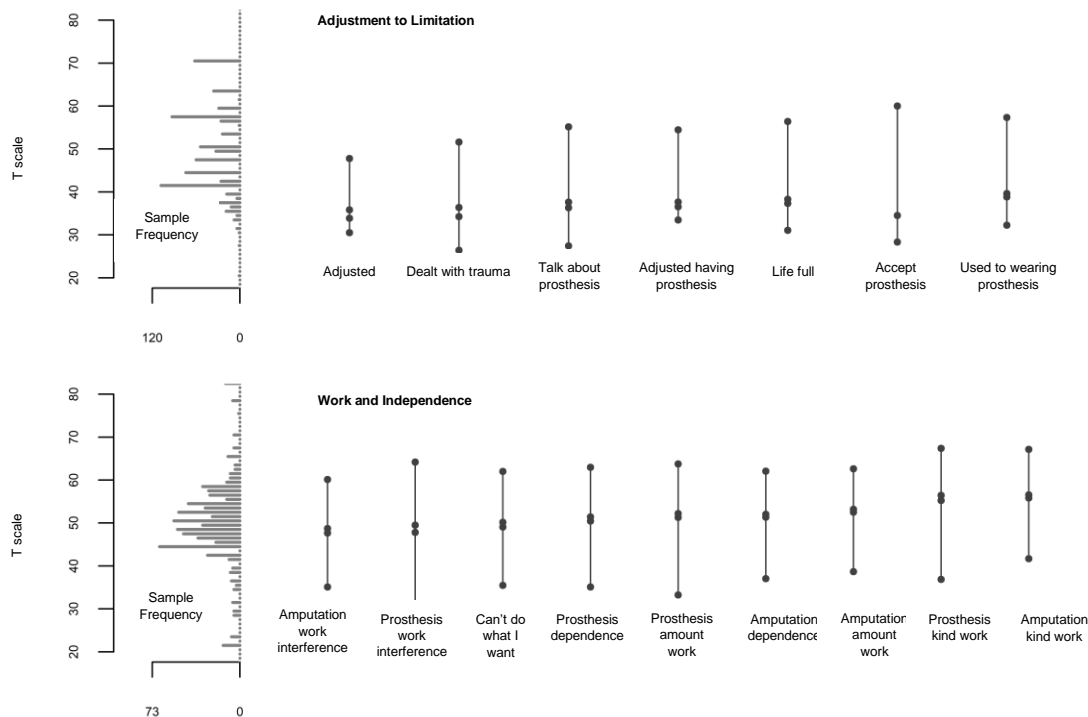 Adjustment to Limitation
80
70
60
50
40
30
20
T scale
Sample
Frequency
120 0
Adjusted
Dealt with trauma
Talk about
prosthesis
Adjusted having
prosthesis
Life full
Accept
prosthesis
Used to wearing
prosthesis
Work and Independence
80
70
60
50
40
30
20
T scale
Sample
Frequency
73 0
Amputation
work
interference
Prosthesis
work
interference
Can't do
what I
want
Prosthesis
dependence
Prosthesis
amount
work
Amputation
dependence
Amputation
amount
work
Prosthesis
kind work
Amputation
kind work